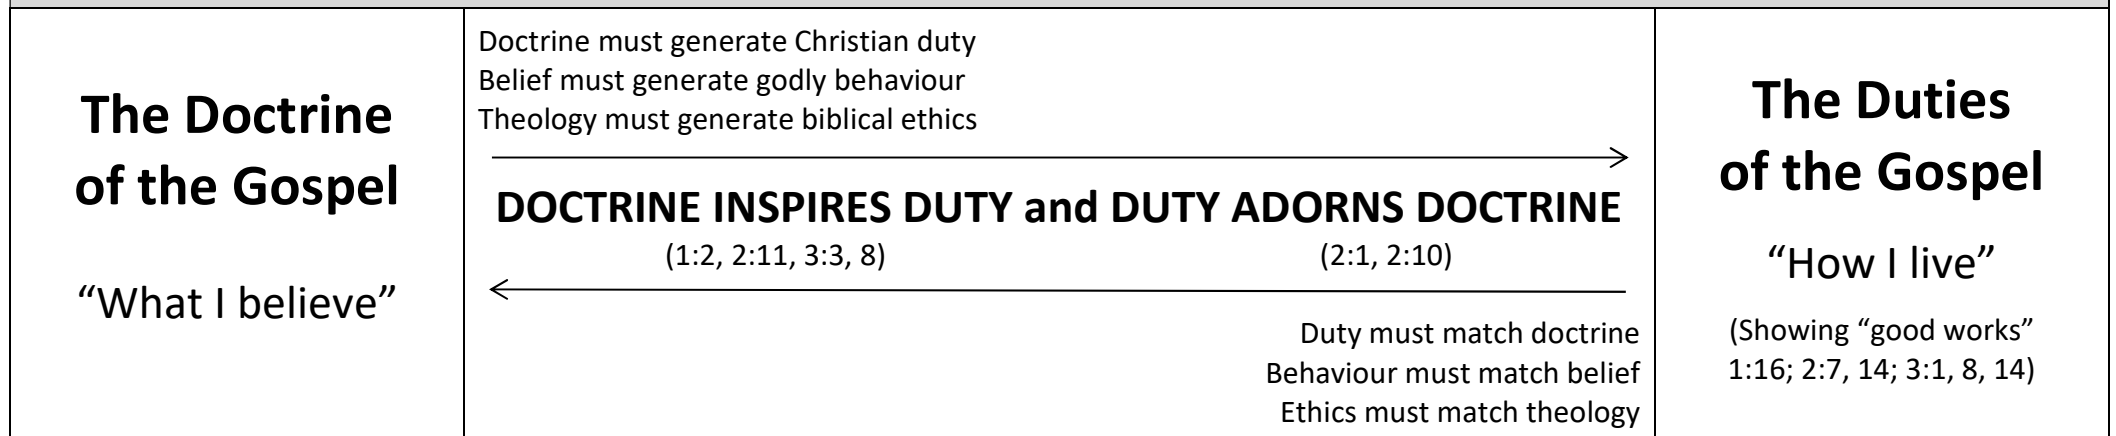 The Doctrine
of the Gospel
“What I believe”
Doctrine must generate Christian duty
Belief must generate godly behaviour
Theology must generate biblical ethics
DOCTRINE INSPIRES DUTY and DUTY ADORNS DOCTRINE
(1:2, 2:11, 3:3, 8) (2:1, 2:10)
Duty must match doctrine
Behaviour must match belief
Ethics must match theology
The Duties
of the Gospel
“How I live”
(Showing “good works”
1:16; 2:7, 14; 3:1, 8, 14)